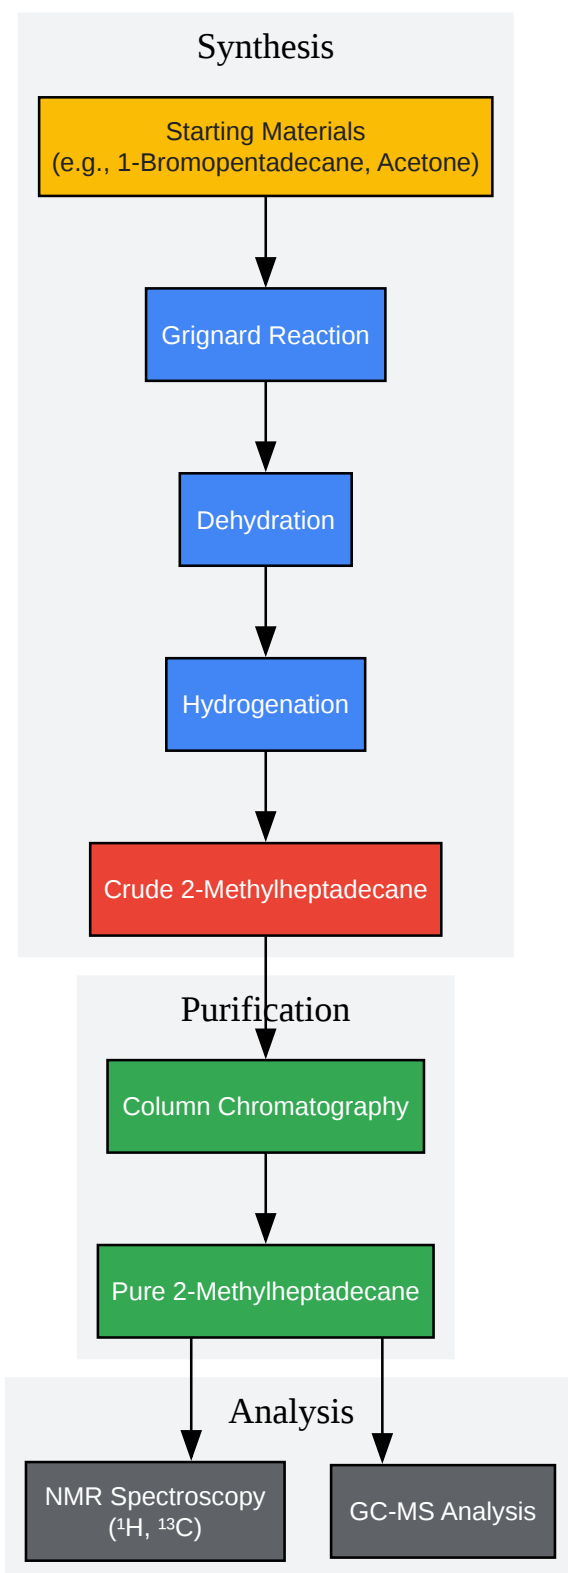 Synthesis
Starting Materials
(e.g., 1-Bromopentadecane, Acetone)
Grignard Reaction
Dehydration
Hydrogenation
Crude 2-Methylheptadecane
Purification
Column Chromatography
Pure 2-Methylheptadecane
Analysis
NMR Spectroscopy
(¹H, ¹³C)
GC-MS Analysis